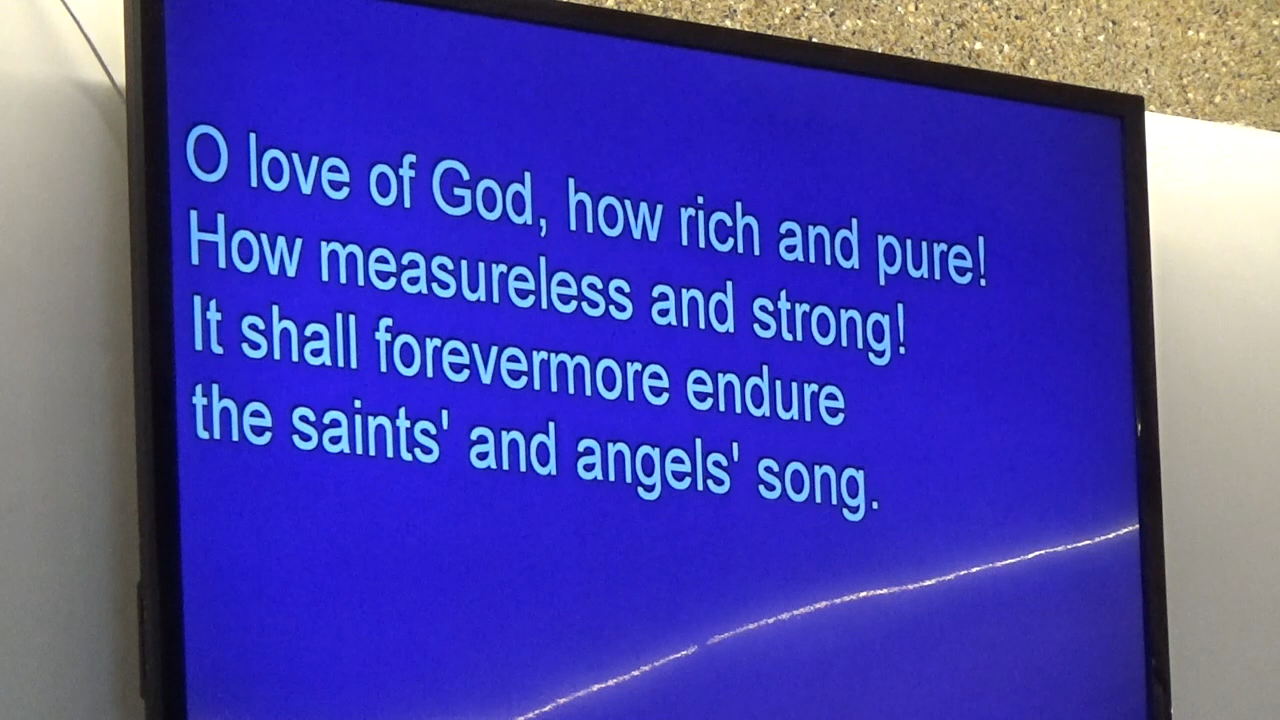 O love of God, how rich and pure!
How measureless and strong!
It shall forevermore endure
the saints' and angels' song.